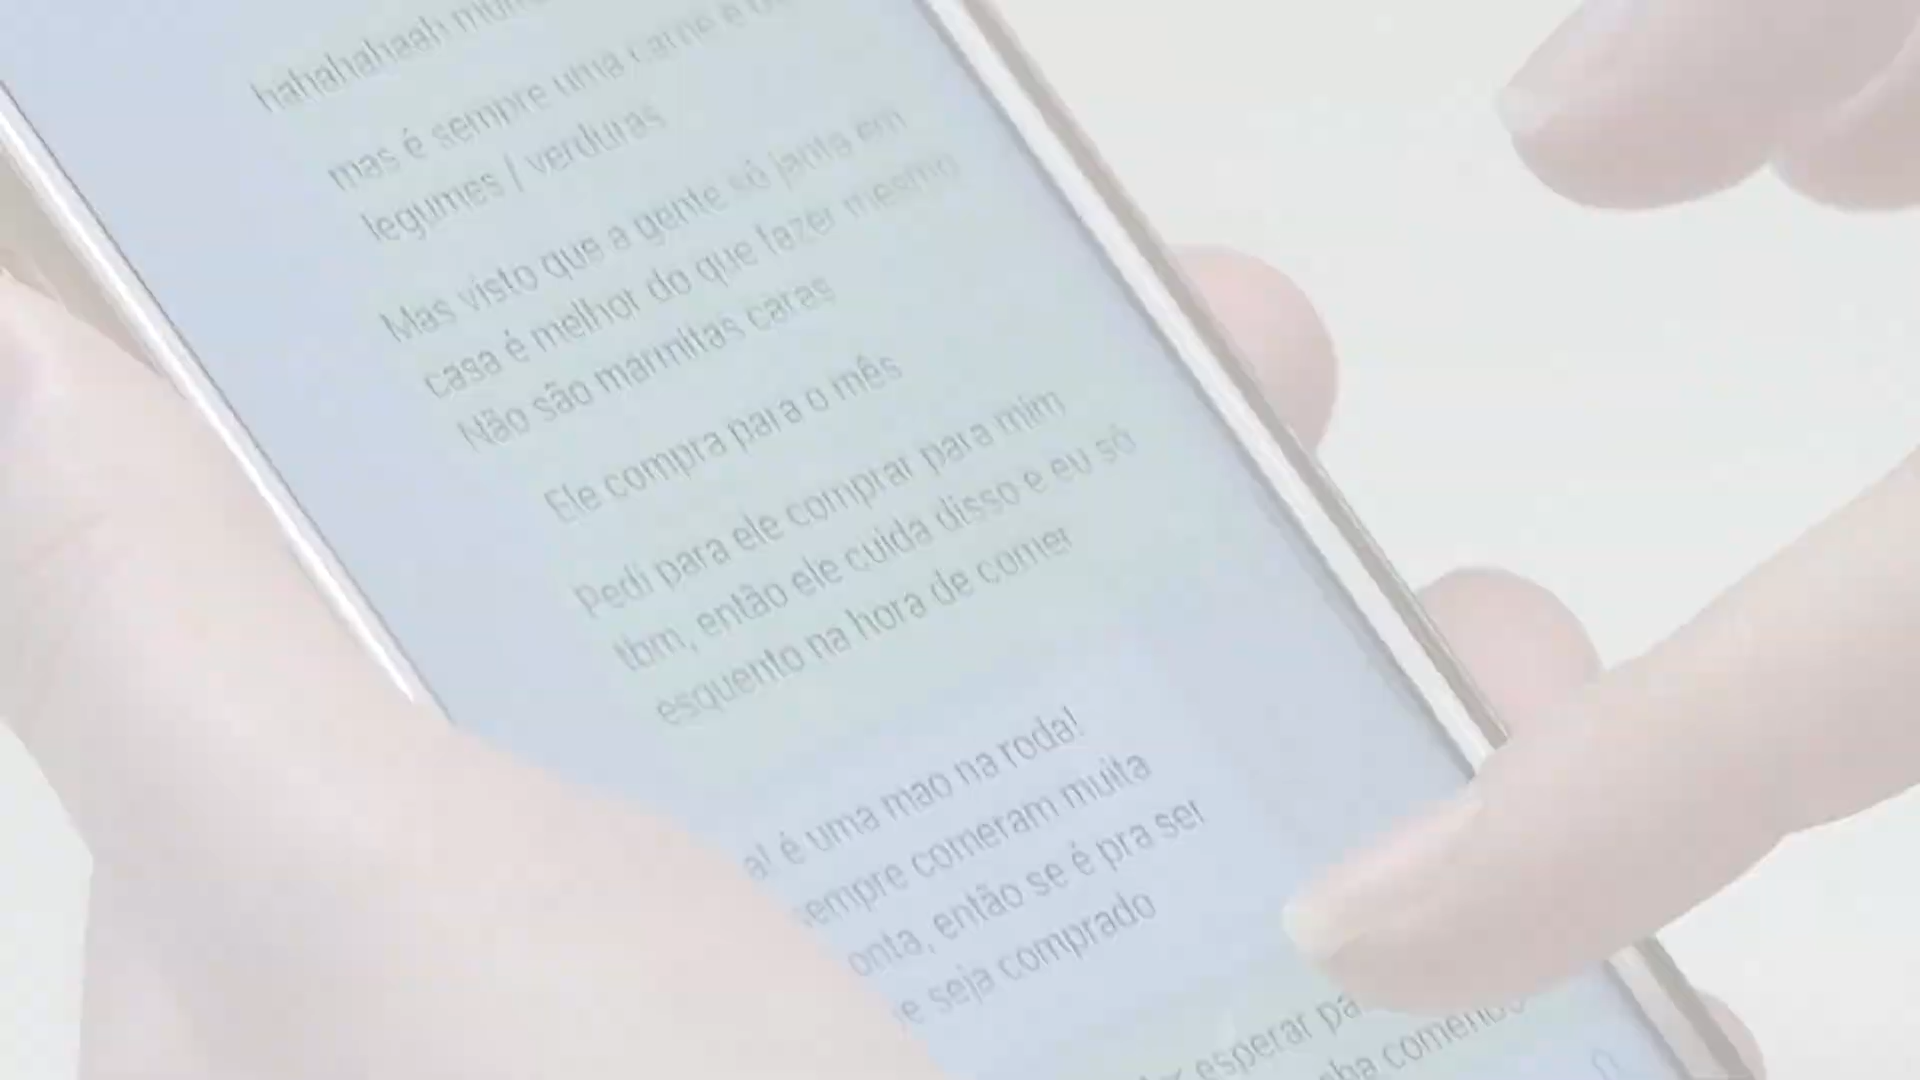 hahahahaah
mas é sempre uma carne e
legumes / verduras
Mas visto que a gente só janta em
casa é melhor do que fazer mesmo
Não são marmitas caras
Ele compra para o mês
Pedi para ele comprar para mim
tbm, então ele cuida disso e eu só
esquento na hora de comer
é uma mao na roda!
comeram muita
então se é pra ser
seja comprado
esperar
comendo